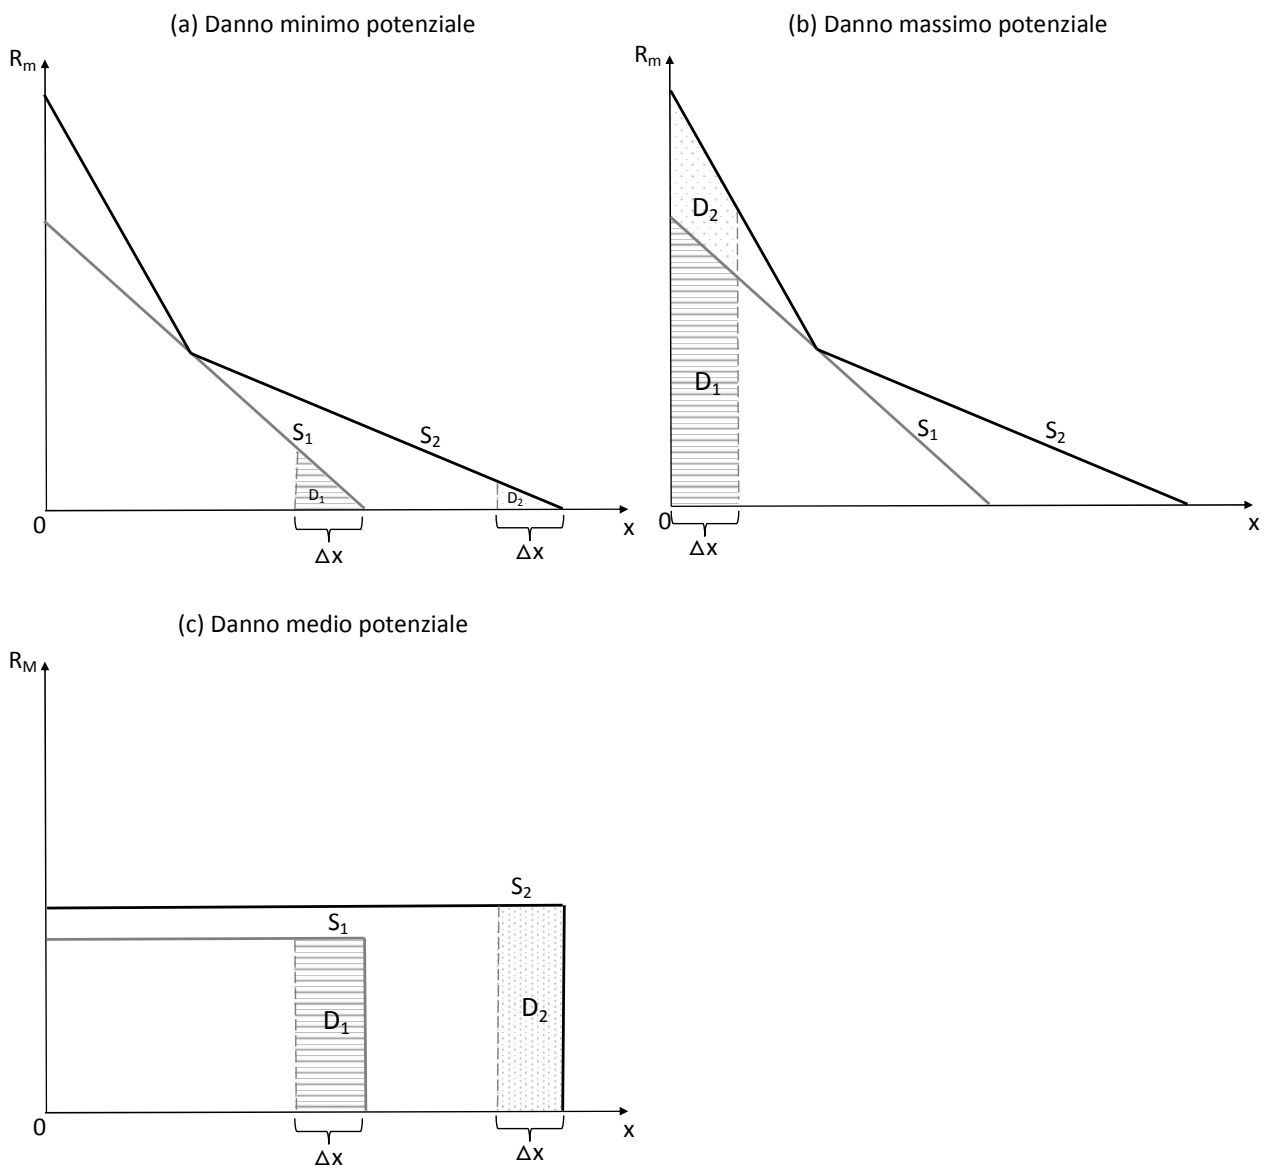 (a) Danno minimo potenziale
Rm
S1
S2
D1
D2
0
x
Δx
Δx
(b) Danno massimo potenziale
Rm
D2
D1
S1
S2
0
x
Δx
(c) Danno medio potenziale
RM
S2
S1
D1
D2
0
x
Δx
Δx